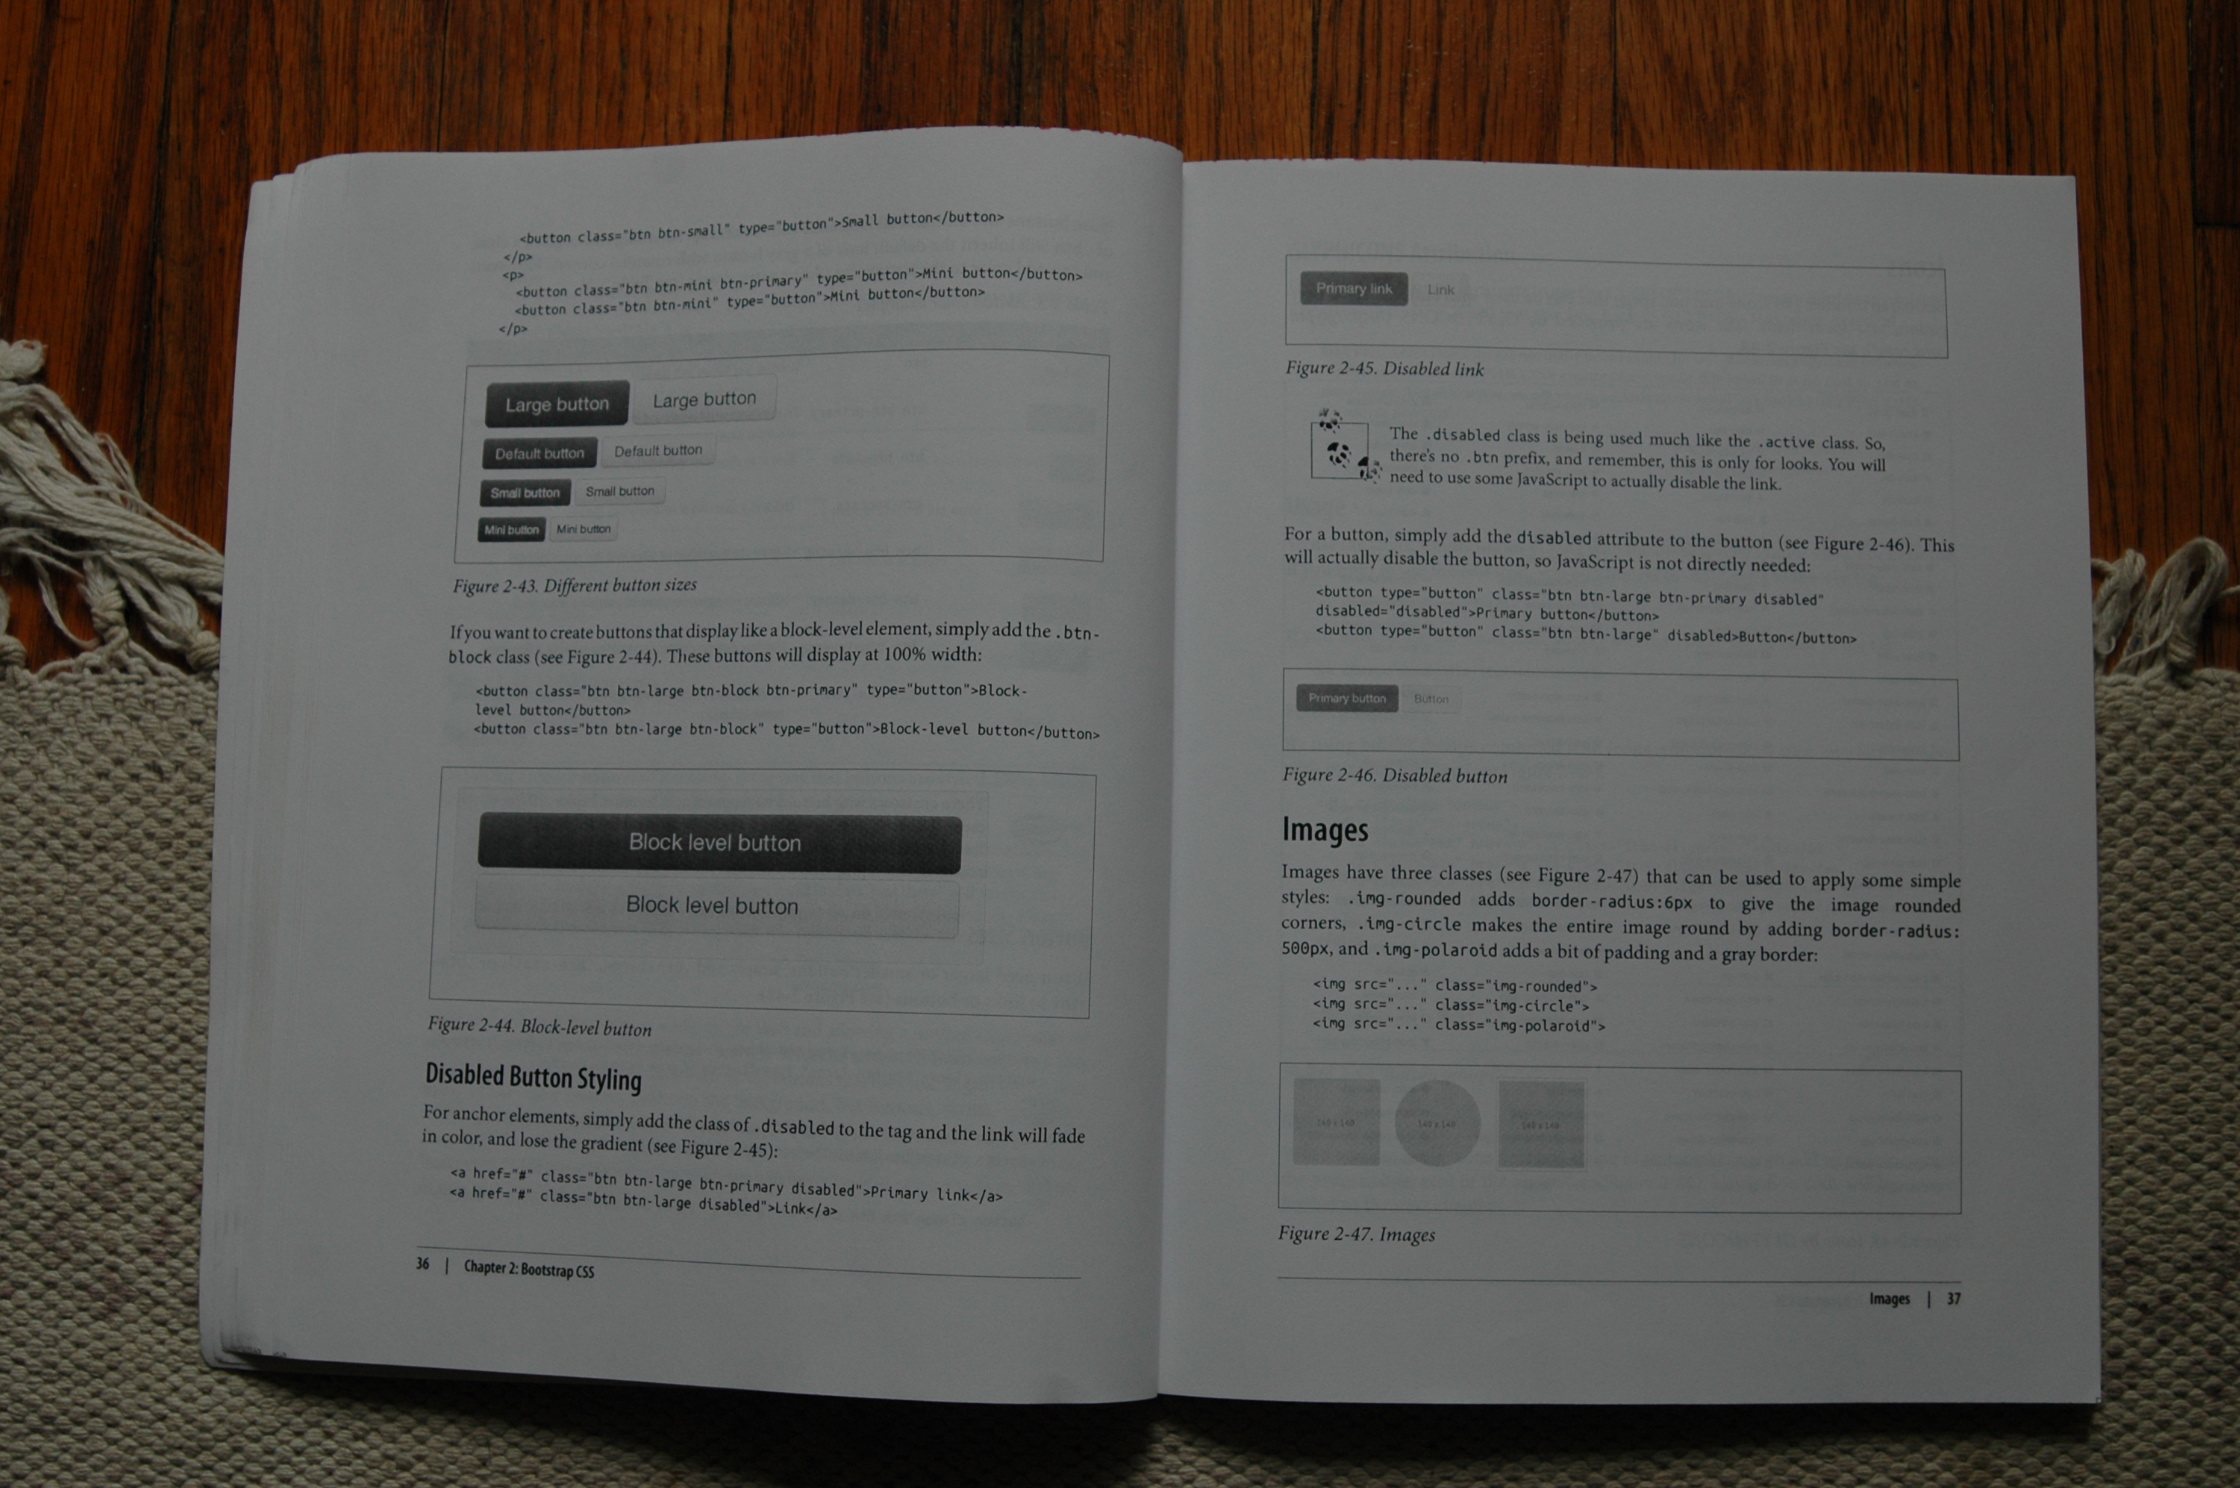 <button class="btn btn-small" type="button">Small button</button>
</p>
<p>
<button class="btn btn-mini btn-primary" type="button">Mini button</button>
<button class="btn btn-mini" type="button">Mini button</button>
</p>
Large button Large button
Default button Default button
Small button Small button
Mini button Mini button
Figure 2-43. Different button sizes
If you want to create buttons that display like a block-level element, simply add the .btn-
block class (see Figure 2-44). These buttons will display at 100% width:
<button class="btn btn-large btn-block btn-primary" type="button">Block-
level button</button>
<button class="btn btn-large btn-block" type="button">Block-level button</button>
Block level button
Block level button
Figure 2-44. Block-level button
Disabled Button Styling
For anchor elements, simply add the class of .disabled to the tag and the link will fade
in color, and lose the gradient (see Figure 2-45):
<a href="#" class="btn btn-large btn-primary disabled">Primary link</a>
<a href="#" class="btn btn-large disabled">Link</a>
36 | Chapter 2: Bootstrap CSS
Primary link Link
Figure 2-45. Disabled link
The .disabled class is being used much like the .active class. So,
there's no .btn prefix, and remember, this is only for looks. You will
need to use some JavaScript to actually disable the link.
For a button, simply add the disabled attribute to the button (see Figure 2-46). This
will actually disable the button, so JavaScript is not directly needed:
<button type="button" class="btn btn-large btn-primary disabled"
disabled="disabled">Primary button</button>
<button type="button" class="btn btn-large" disabled>Button</button>
Primary button Button
Figure 2-46. Disabled button
Images
Images have three classes (see Figure 2-47) that can be used to apply some simple
styles: .img-rounded adds border-radius:6px to give the image rounded
corners, .img-circle makes the entire image round by adding border-radius:
500px, and .img-polaroid adds a bit of padding and a gray border:
<img src="..." class="img-rounded">
<img src="..." class="img-circle">
<img src="..." class="img-polaroid">
140 x 140 140 x 140 140 x 140
Figure 2-47. Images
Images | 37